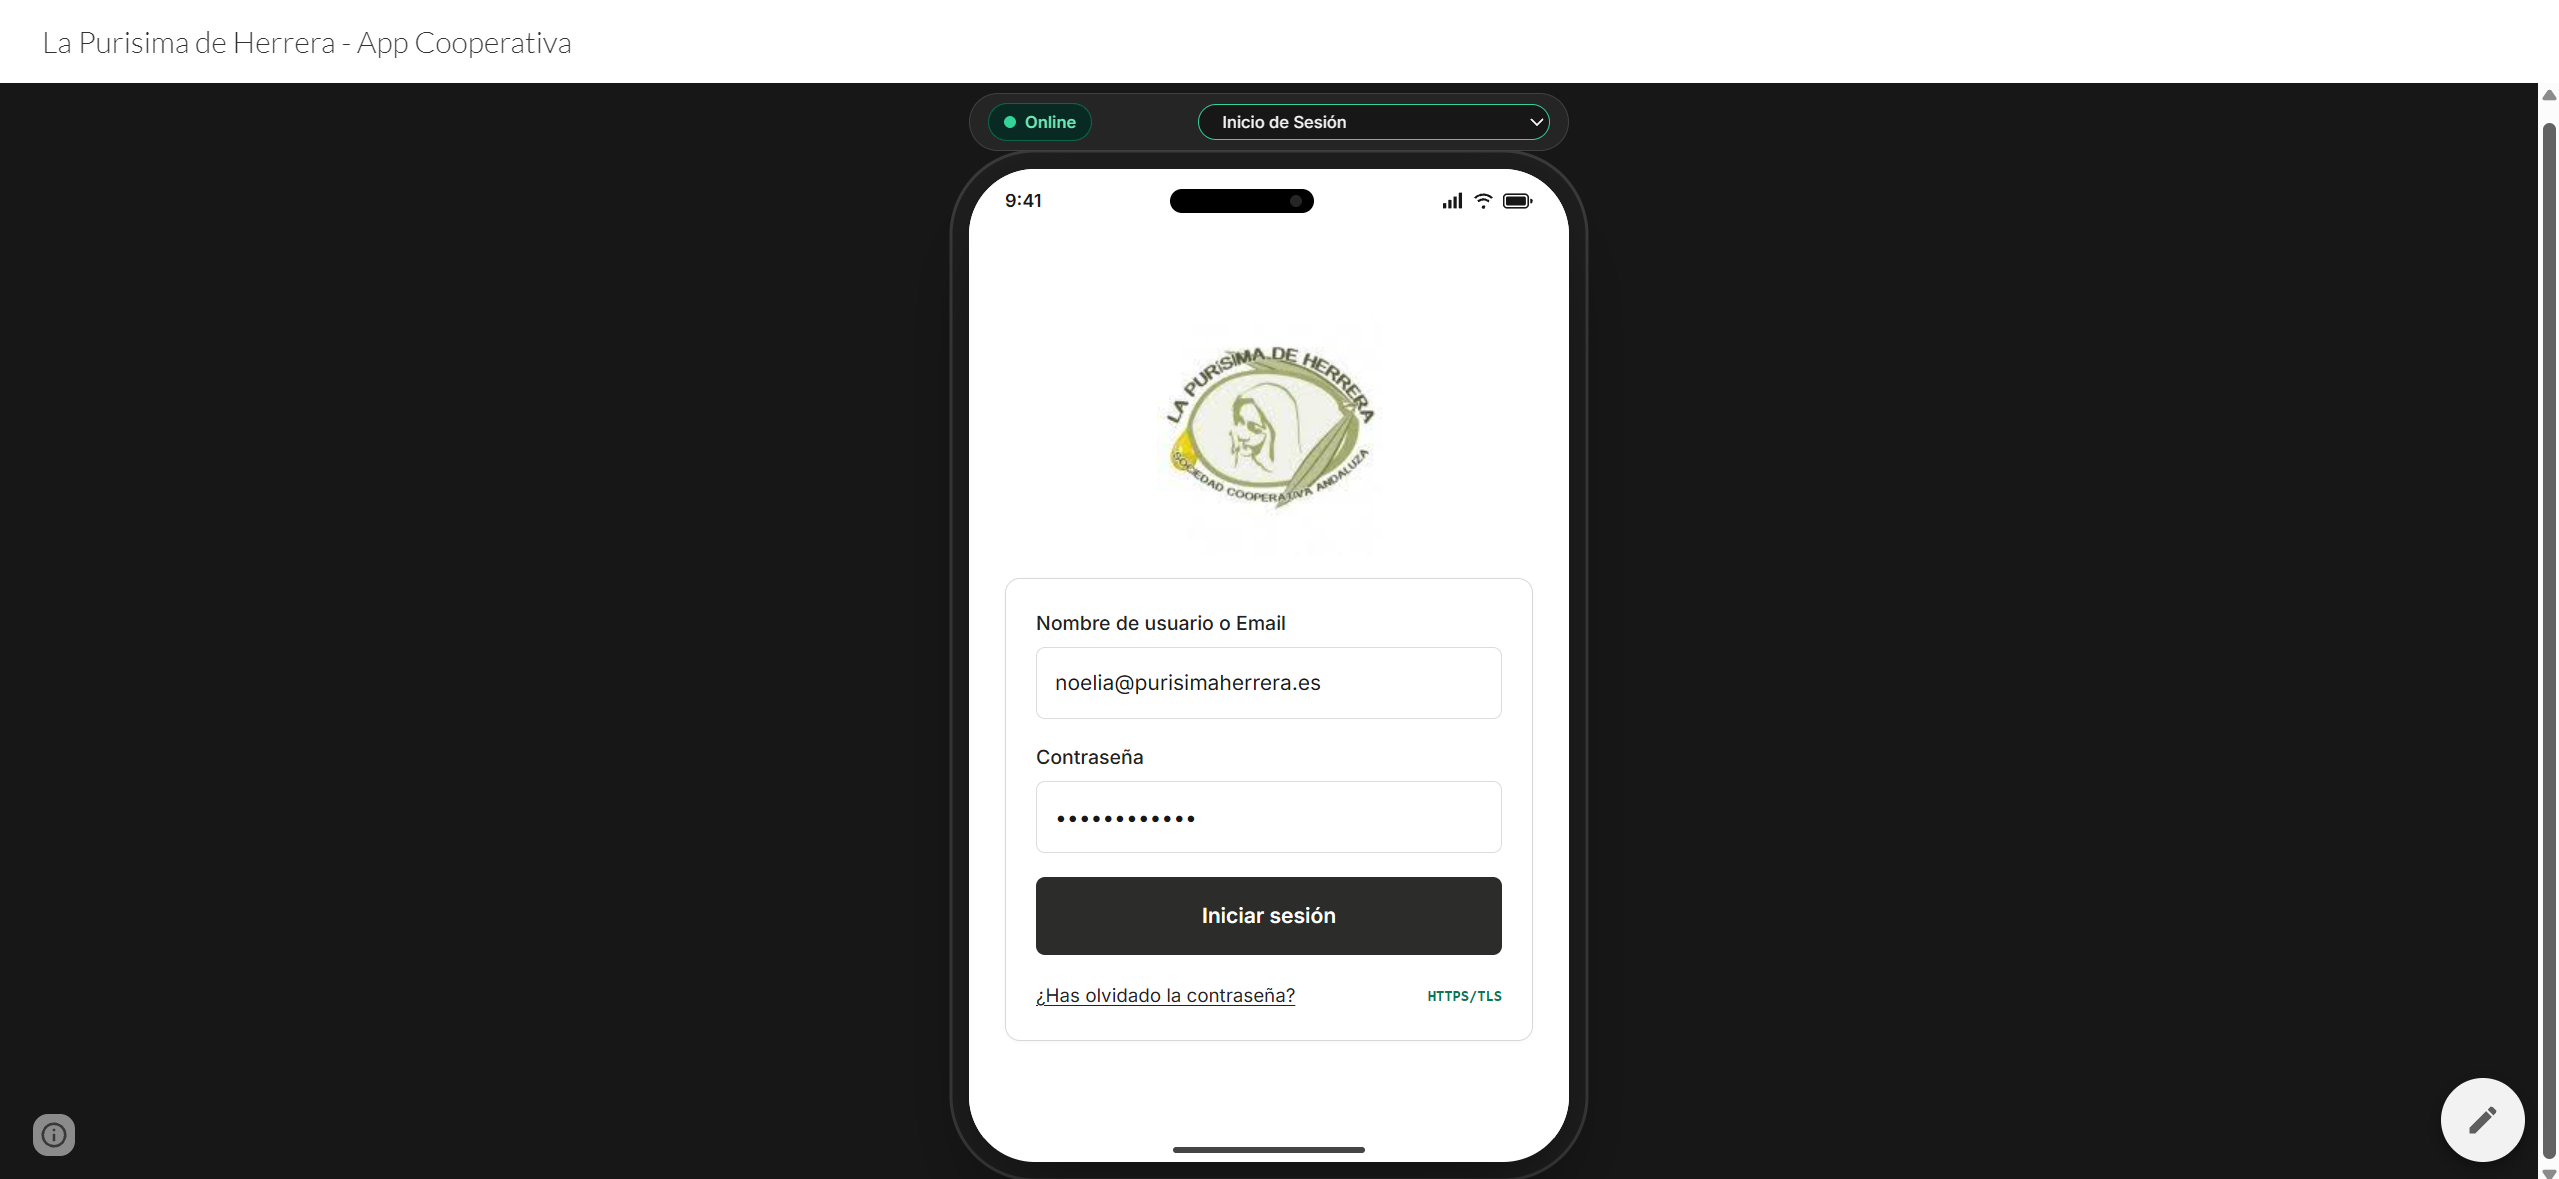 La Purisima de Herrera - App Cooperativa
Online
Inicio de Sesión
9:41
LA PURÍSIMA DE HERRERA
SOCIEDAD COOPERATIVA ANDALUZA
Nombre de usuario o Email
noelia@purisimaherrera.es
Contraseña
••••••••••••
Iniciar sesión
¿Has olvidado la contraseña?
HTTPS/TLS